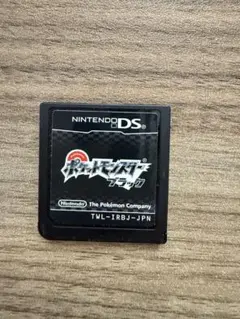 NINTENDO DS
ポケットモンスター
ブラック
Nintendo The Pokémon Company
TWL-IRBJ-JPN